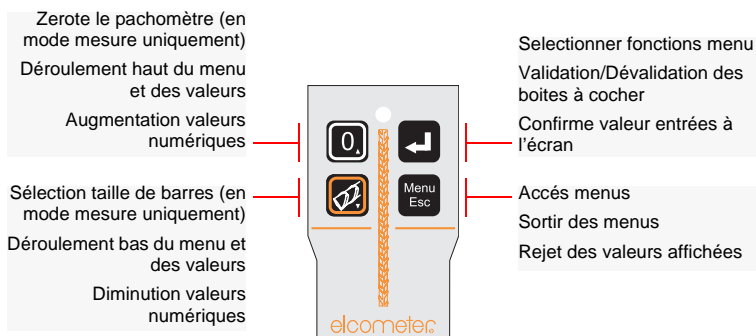 Zerote le pachomètre (en
mode mesure uniquement)
Déroulement haut du menu
et des valeurs
Augmentation valeurs
numériques
Sélection taille de barres (en
mode mesure uniquement)
Déroulement bas du menu et
des valeurs
Diminution valeurs
numériques
0
Menu
Esc
elcometer
Selectionner fonctions menu
Validation/Dévalidation des
boites à cocher
Confirme valeur entrées à
l'écran
Accés menus
Sortir des menus
Rejet des valeurs affichées